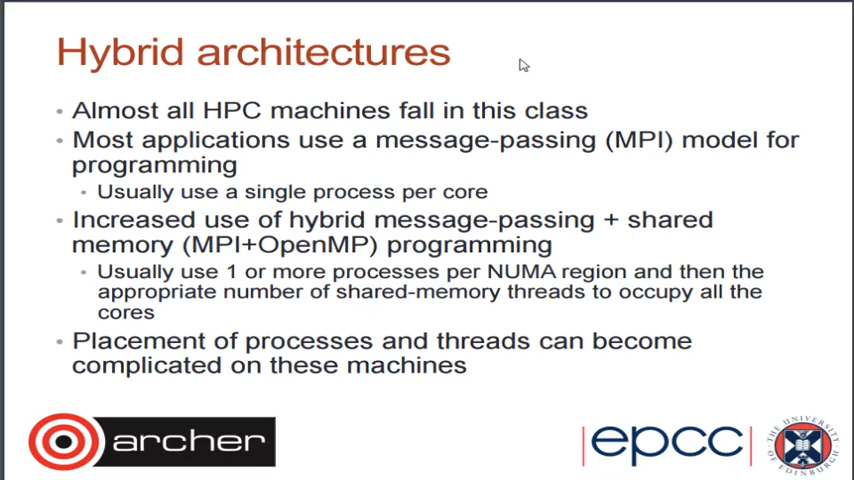 Hybrid architectures
• Almost all HPC machines fall in this class
• Most applications use a message-passing (MPI) model for
programming
• Usually use a single process per core
• Increased use of hybrid message-passing + shared
memory (MPI+OpenMP) programming
• Usually use 1 or more processes per NUMA region and then the
appropriate number of shared-memory threads to occupy all the
cores
• Placement of processes and threads can become
complicated on these machines
archer
|epcc|
THE UNIVERSITY OF EDINBURGH